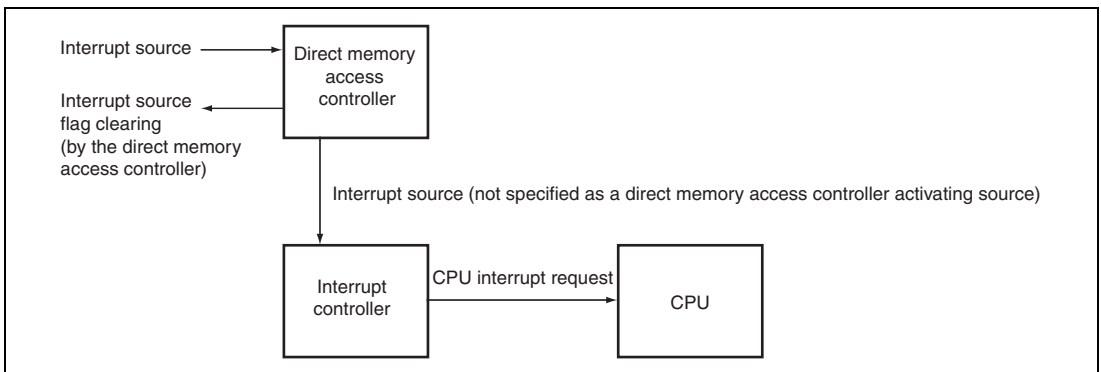 Interrupt source
Direct memory
access
controller
Interrupt source
flag clearing
(by the direct memory
access controller)
Interrupt source (not specified as a direct memory access controller activating source)
Interrupt
controller
CPU interrupt request
CPU